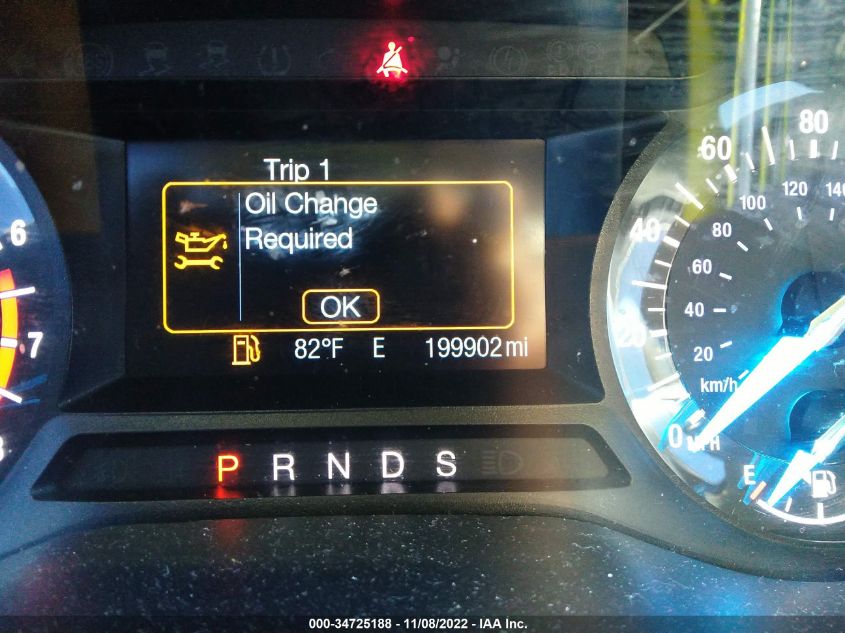 Trip 1
Oil Change
Required
OK
82°F E 199902 mi
P R N D S
6
7
8
0 20 40 60 80
MPH
20 40 60 80 100 120 140
km/h
E
000-34725188 - 11/08/2022 - IAA Inc.